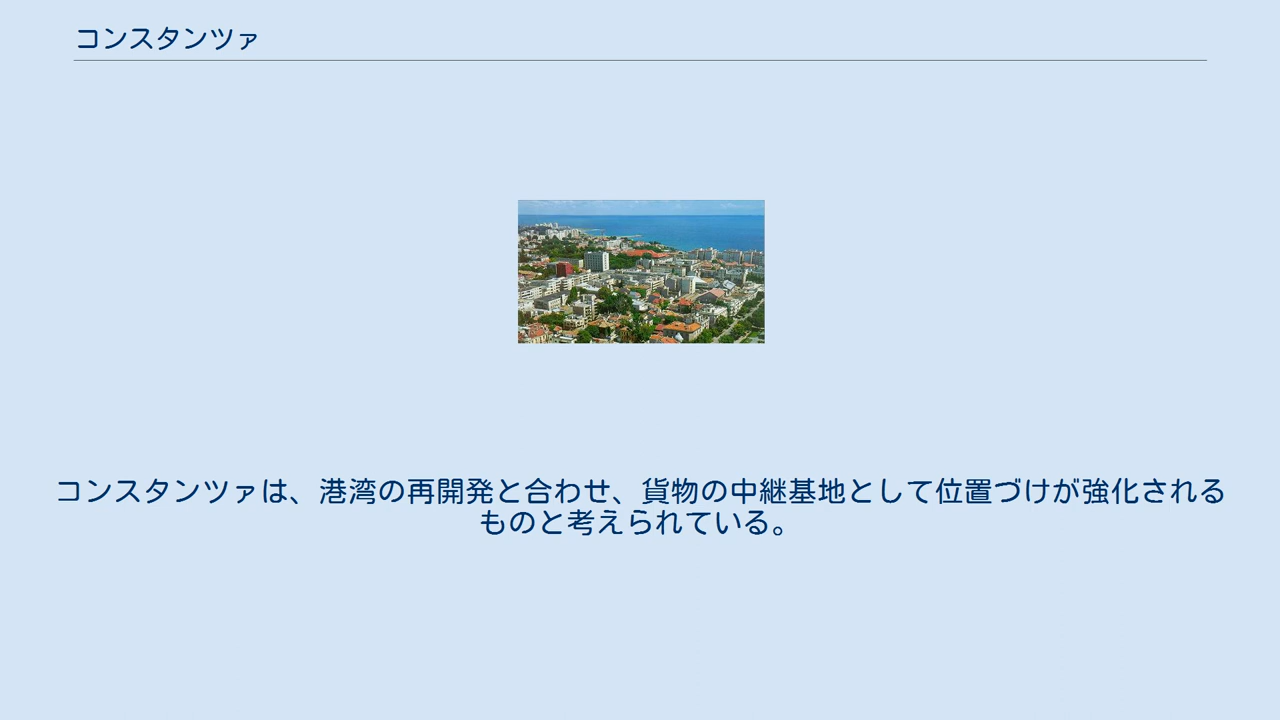 コンスタンツァ
コンスタンツァは、港湾の再開発と合わせ、貨物の中継基地として位置づけが強化される
ものと考えられている。